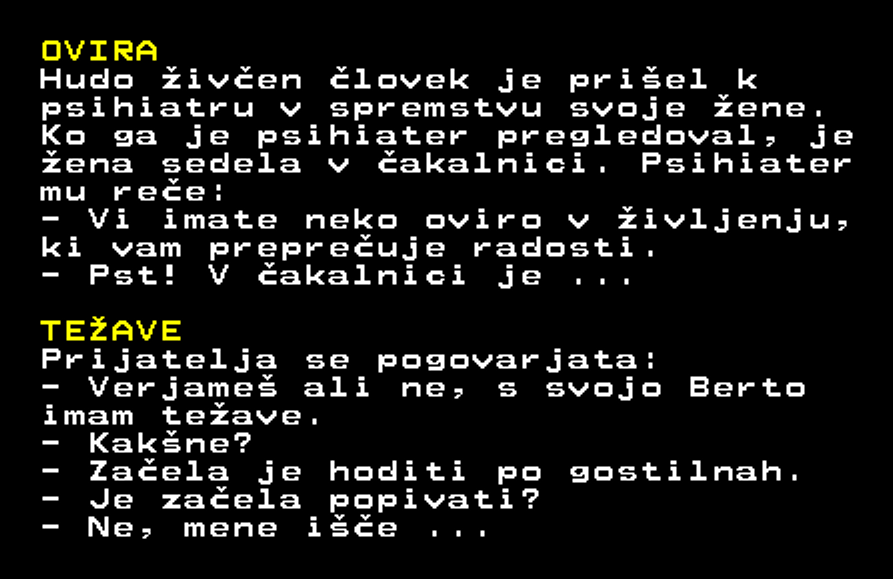 OVIRA
Hudo živčen človek je prišel k
psihiatru v spremstvu svoje žene.
Ko ga je psihiater pregledoval, je
žena sedela v čakalnici. Psihiater
mu reče:
- Vi imate neko oviro v življenju,
ki vam preprečuje radosti.
- Pst! V čakalnici je ...
TEŽAVE
Prijatelja se pogovarjata:
- Verjameš ali ne, s svojo Berto
imam težave.
- Kakšne?
- Začela je hoditi po gostilnah.
- Je začela popivati?
- Ne, mene išče ...